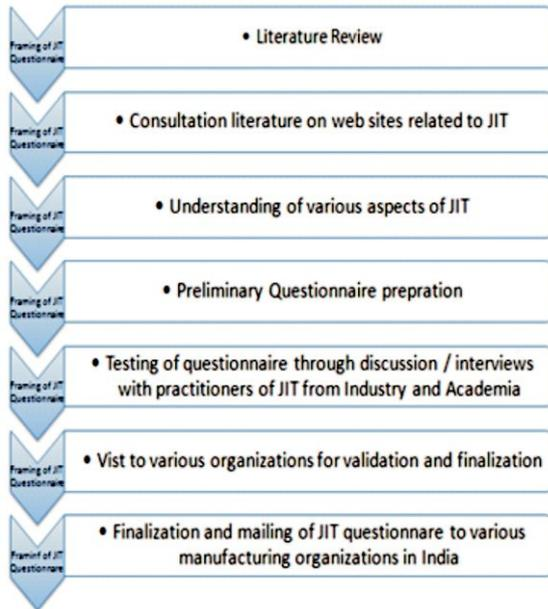 Framing of JIT
Questionnaire
• Literature Review
Framing of JIT
Questionnaire
• Consultation literature on web sites related to JIT
Framing of JIT
Questionnaire
• Understanding of various aspects of JIT
Framing of JIT
Questionnaire
• Preliminary Questionnaire prepration
Framing of JIT
Questionnaire
• Testing of questionnaire through discussion / interviews
with practitioners of JIT from Industry and Academia
Framing of JIT
Questionnaire
• Vist to various organizations for validation and finalization
Framinf of JIT
Questionnare
• Finalization and mailing of JIT questionnare to various
manufacturing organizations in India